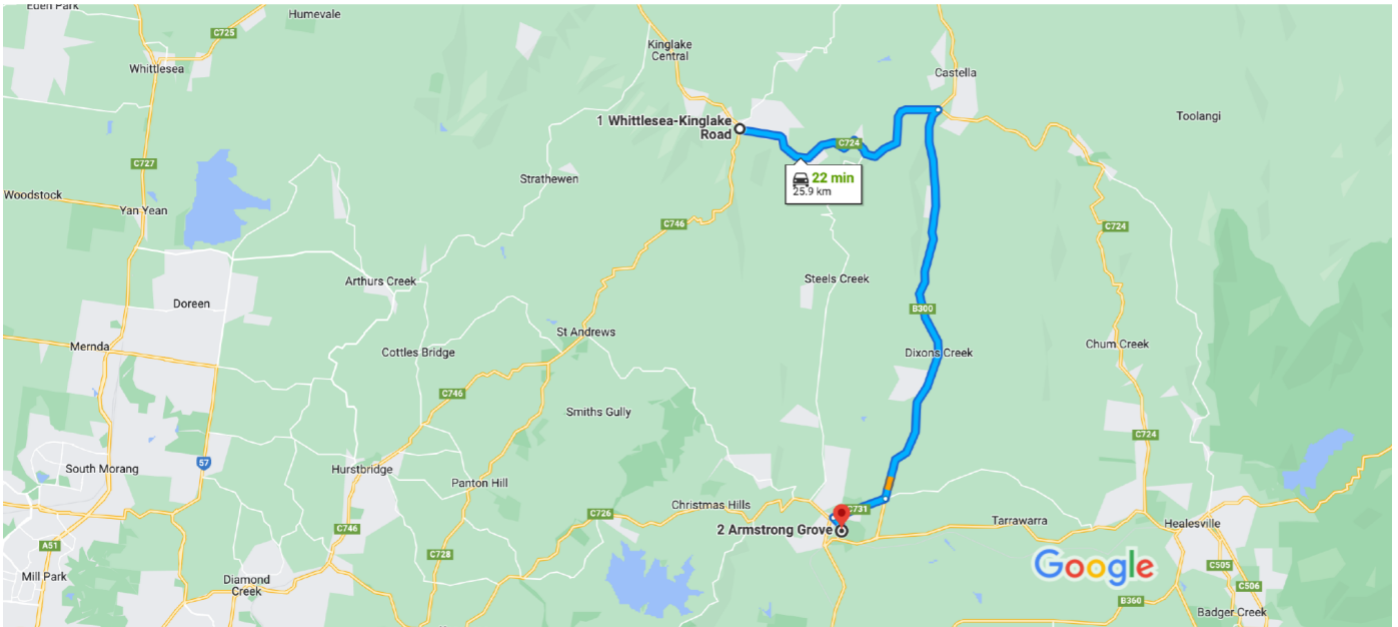 Eden Park
Humevale
C725
Whittlesea
Kinglake
Central
Castella
Toolangi
1 Whittlesea-Kinglake
Road
C724
22 min
25.9 km
C727
Woodstock
Yan Yean
Strathewen
C746
C724
Arthurs Creek
Steels Creek
Doreen
B300
St Andrews
Mernda
Cottles Bridge
Dixons Creek
Chum Creek
C746
Smiths Gully
C724
South Morang
57
Hurstbridge
Panton Hill
Christmas Hills
C726
C731
2 Armstrong Grove
Tarrawarra
Healesville
C746
A51
C728
Mill Park
Diamond
Creek
Google
C505
C506
B360
Badger Creek